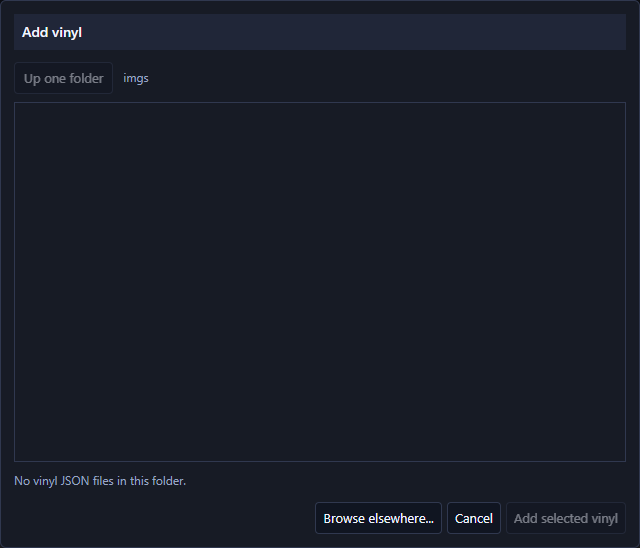 Add vinyl
Up one folder
imgs
No vinyl JSON files in this folder.
Browse elsewhere...
Cancel
Add selected vinyl